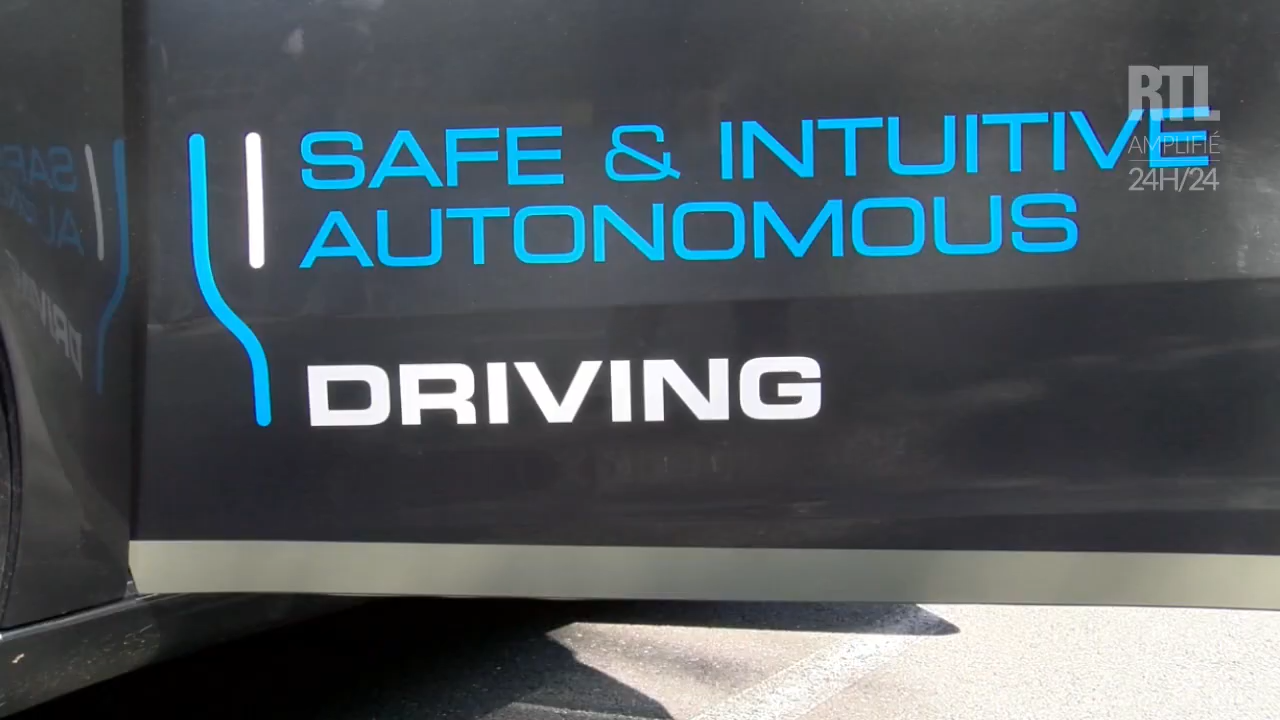 SAFE & INTUITIVE
AUTONOMOUS
DRIVING
RTL
AMPLIFIÉ
24H/24